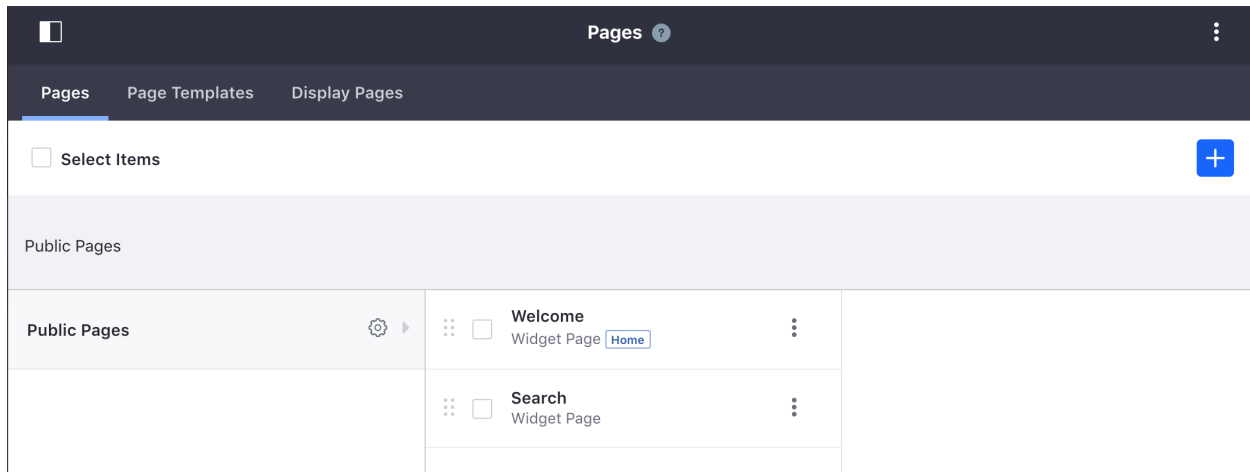 Pages ?
Pages Page Templates Display Pages
Select Items
Public Pages
Public Pages
Welcome
Widget Page Home
Search
Widget Page